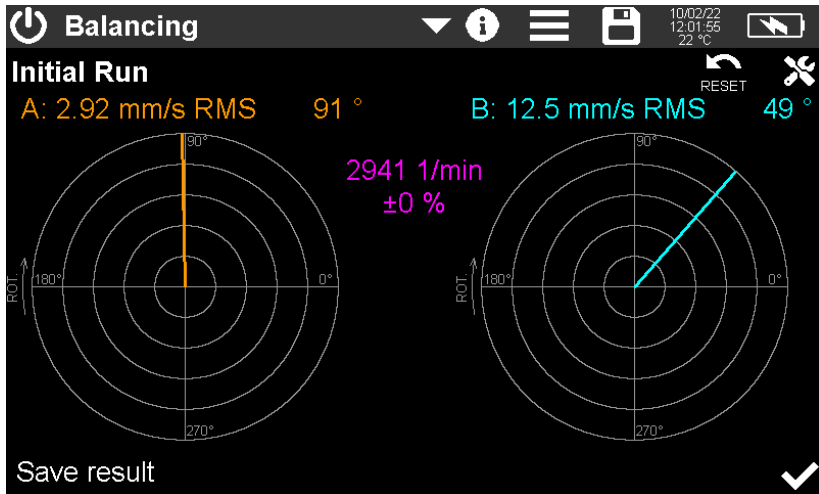 Balancing
10/02/22
12:01:55
22 °C
Initial Run
RESET
A: 2.92 mm/s RMS 91 °
B: 12.5 mm/s RMS 49 °
2941 1/min
±0 %
90°
180°
0°
270°
ROT.
90°
180°
0°
270°
ROT.
Save result